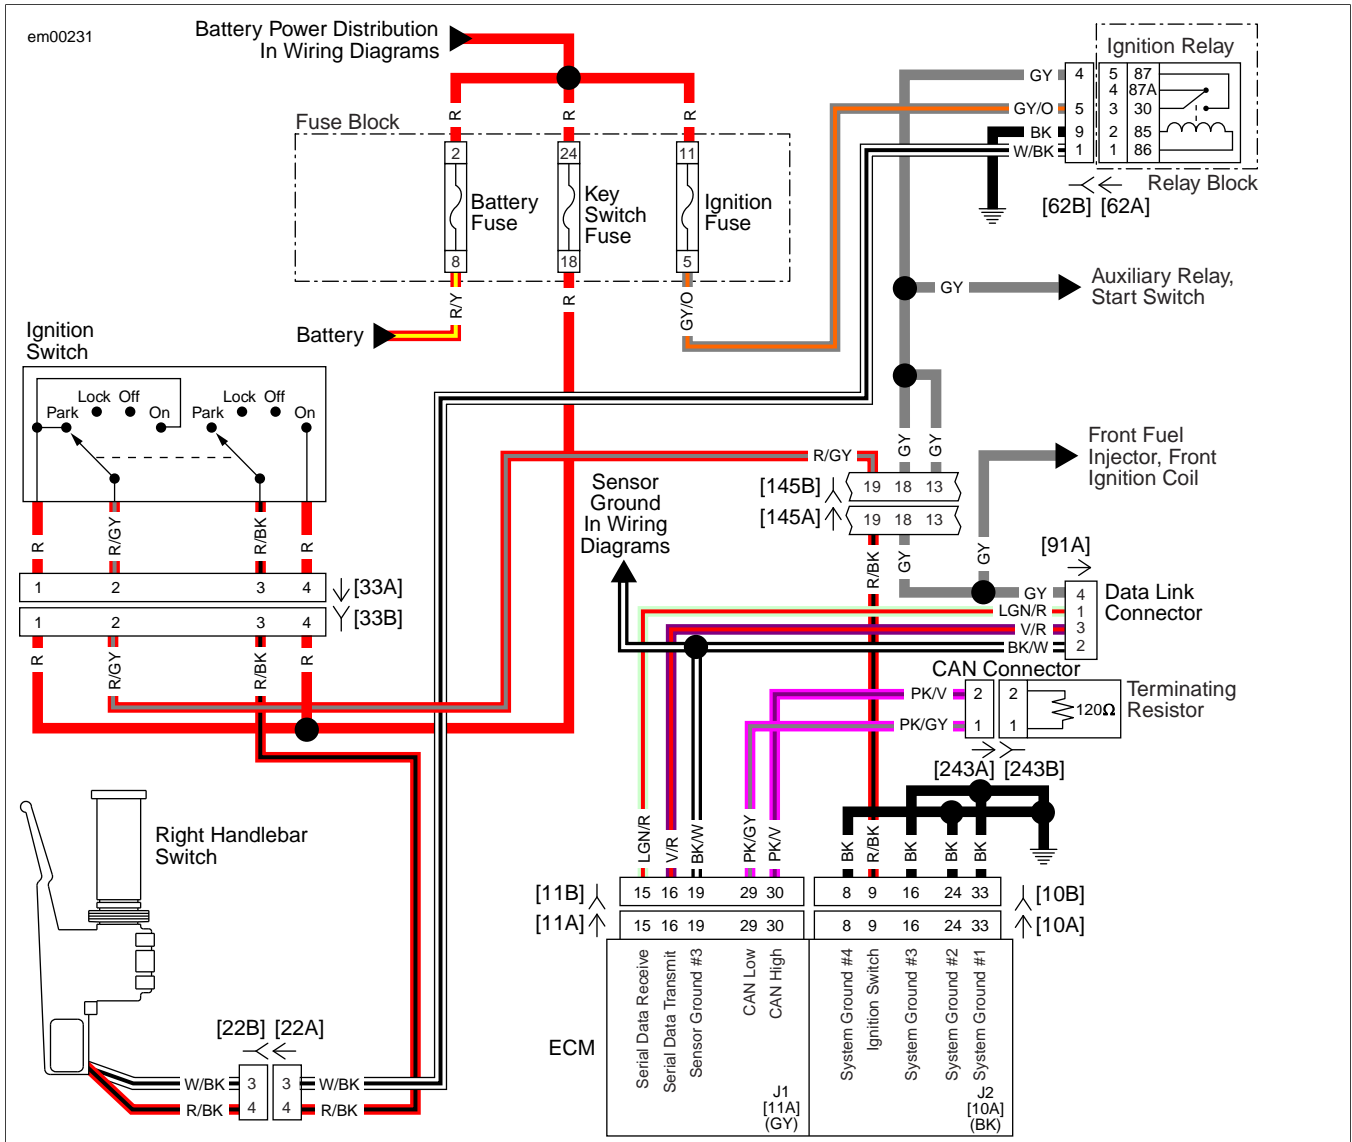 em00231
Battery Power Distribution
In Wiring Diagrams
Ignition Relay
GY 4 5 87
4 87A
GY/O 5 3 30
BK 9 2 85
W/BK 1 1 86
Relay Block
[62B] [62A]
R R R
Fuse Block
2 24 11
Battery
Fuse
Key
Switch
Fuse
Ignition
Fuse
8 18 5
R/Y R GY/O
Battery
GY
Auxiliary Relay,
Start Switch
Ignition
Switch
Lock Off
Park On
Lock Off
Park On
R R/GY R/BK R
1 2 3 4 [33A]
1 2 3 4 [33B]
R R/GY R/BK R
R/GY
GY GY
[145B] 19 18 13
[145A] 19 18 13
R/BK GY GY
Front Fuel
Injector, Front
Ignition Coil
Sensor
Ground
In Wiring
Diagrams
[91A]
GY 4
LGN/R 1
V/R 3
BK/W 2
Data Link
Connector
CAN Connector
PK/V 2 2
PK/GY 1 1
120Ω
Terminating
Resistor
[243A] [243B]
Right Handlebar
Switch
LGN/R V/R BK/W PK/GY PK/V BK R/BK BK BK BK
[11B] 15 16 19 29 30 8 9 16 24 33 [10B]
[11A] 15 16 19 29 30 8 9 16 24 33 [10A]
Serial Data Receive
Serial Data Transmit
Sensor Ground #3
CAN Low
CAN High
System Ground #4
Ignition Switch
System Ground #3
System Ground #2
System Ground #1
ECM
J1
[11A]
(GY)
J2
[10A]
(BK)
[22B] [22A]
W/BK 3 3 W/BK
R/BK 4 4 R/BK